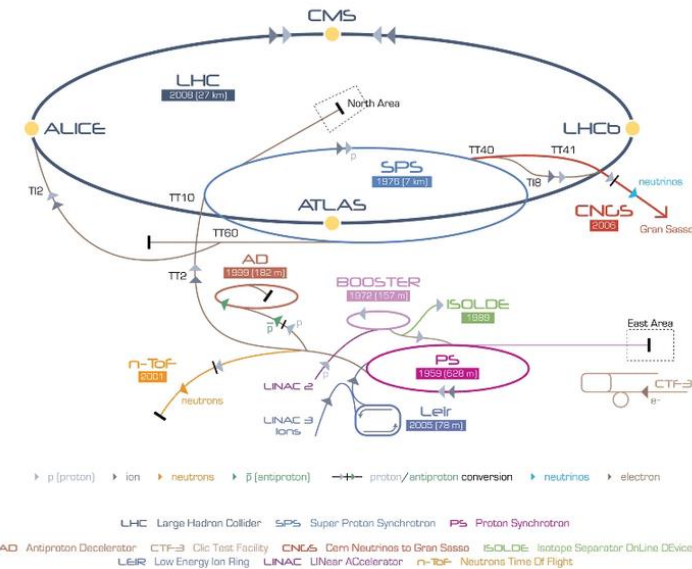 CMS
LHC
2008 (27 km)
North Area
ALICE
LHCb
TT40
TT41
p
SPS
1976 (7 km)
TI8
neutrinos
TI2
TT10
ATLAS
CNGS
2006
Gran Sasso
TT60
AD
1999 (182 m)
TT2
BOOSTER
1972 (157 m)
ISOLDE
1989
East Area
p̅
p
n-ToF
2001
PS
1959 (628 m)
CTF-3
e-
LINAC 2
p
neutrons
LINAC 3
Ions
Leir
2005 (78 m)
p (proton) ion neutrons p̅ (antiproton) proton/antiproton conversion neutrinos electron
LHC Large Hadron Collider SPS Super Proton Synchrotron PS Proton Synchrotron
AD Antiproton Decelerator CTF-3 Clic Test Facility CNGS Cern Neutrinos to Gran Sasso ISOLDE Isotope Separator OnLine DEvice
LEIR Low Energy Ion Ring LINAC LINear ACcelerator n-ToF Neutrons Time Of Flight